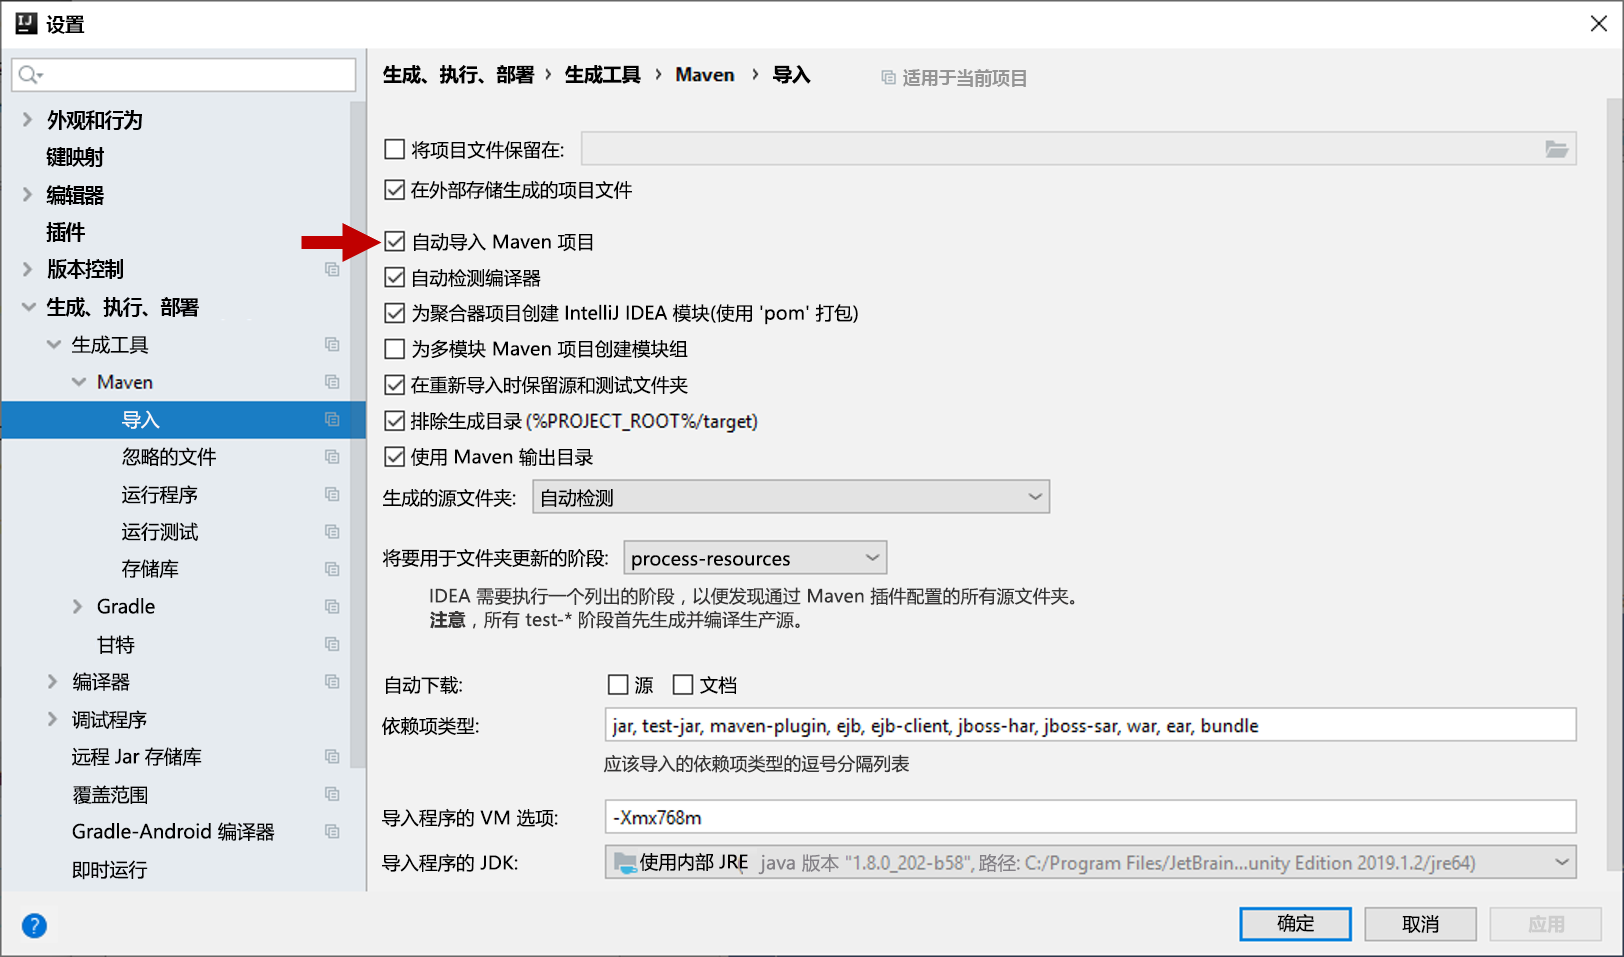 设置
外观和行为
键映射
编辑器
插件
版本控制
生成、执行、部署
生成工具
Maven
导入
忽略的文件
运行程序
运行测试
存储库
Gradle
甘特
编译器
调试程序
远程 Jar 存储库
覆盖范围
Gradle-Android 编译器
即时运行
生成、执行、部署 › 生成工具 › Maven › 导入 适用于当前项目
将项目文件保留在:
在外部存储生成的项目文件
自动导入 Maven 项目
自动检测编译器
为聚合器项目创建 IntelliJ IDEA 模块(使用 'pom' 打包)
为多模块 Maven 项目创建模块组
在重新导入时保留源和测试文件夹
排除生成目录 (%PROJECT_ROOT%/target)
使用 Maven 输出目录
生成的源文件夹: 自动检测
将要用于文件夹更新的阶段: process-resources
IDEA 需要执行一个列出的阶段，以便发现通过 Maven 插件配置的所有源文件夹。
注意，所有 test-* 阶段首先生成并编译生产源。
自动下载: 源 文档
依赖项类型: jar, test-jar, maven-plugin, ejb, ejb-client, jboss-har, jboss-sar, war, ear, bundle
应该导入的依赖项类型的逗号分隔列表
导入程序的 VM 选项: -Xmx768m
导入程序的 JDK: 使用内部 JRE java 版本 "1.8.0_202-b58", 路径: C:/Program Files/JetBrain...unity Edition 2019.1.2/jre64)
? 确定 取消 应用